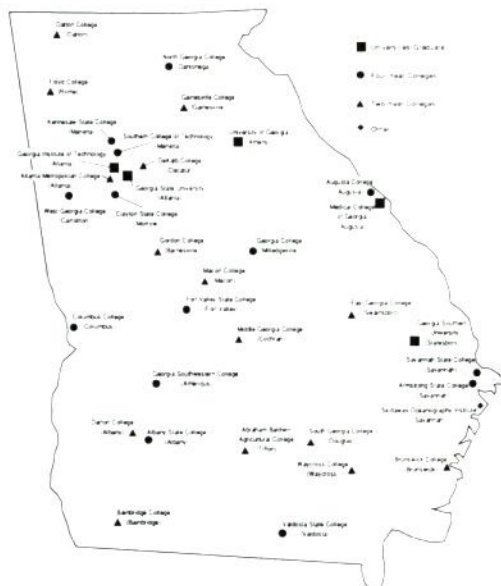 Dalton College
(Dalton)
North Georgia College
Dahlonega
Floyd College
(Rome)
Gainesville College
Gainesville
Kennesaw State College
(Marietta)
Southern College of Technology
Marietta
University of Georgia
Athens
Georgia Institute of Technology
Atlanta
DeKalb College
Decatur
Atlanta Metropolitan College
Atlanta
Georgia State University
(Atlanta)
West Georgia College
Carrollton
Clayton State College
Morrow
Augusta College
Augusta
Medical College
of Georgia
Augusta
Gordon College
(Barnesville)
Georgia College
Milledgeville
Macon College
(Macon)
Fort Valley State College
(Fort Valley)
East Georgia College
(Swainsboro)
Columbus College
Columbus
Middle Georgia College
(Cochran)
Georgia Southern
University
Statesboro
Savannah State College
(Savannah)
Georgia Southwestern College
(Americus)
Armstrong State College
Savannah
Skidaway Oceanographic Institute
Savannah
Darton College
(Albany)
Albany State College
(Albany)
Abraham Baldwin
Agricultural College
(Tifton)
South Georgia College
(Douglas)
Waycross College
(Waycross)
Brunswick College
(Brunswick)
Bainbridge College
(Bainbridge)
Valdosta State College
Valdosta
Universities Graduate
Four Year Colleges
Two Year Colleges
Other